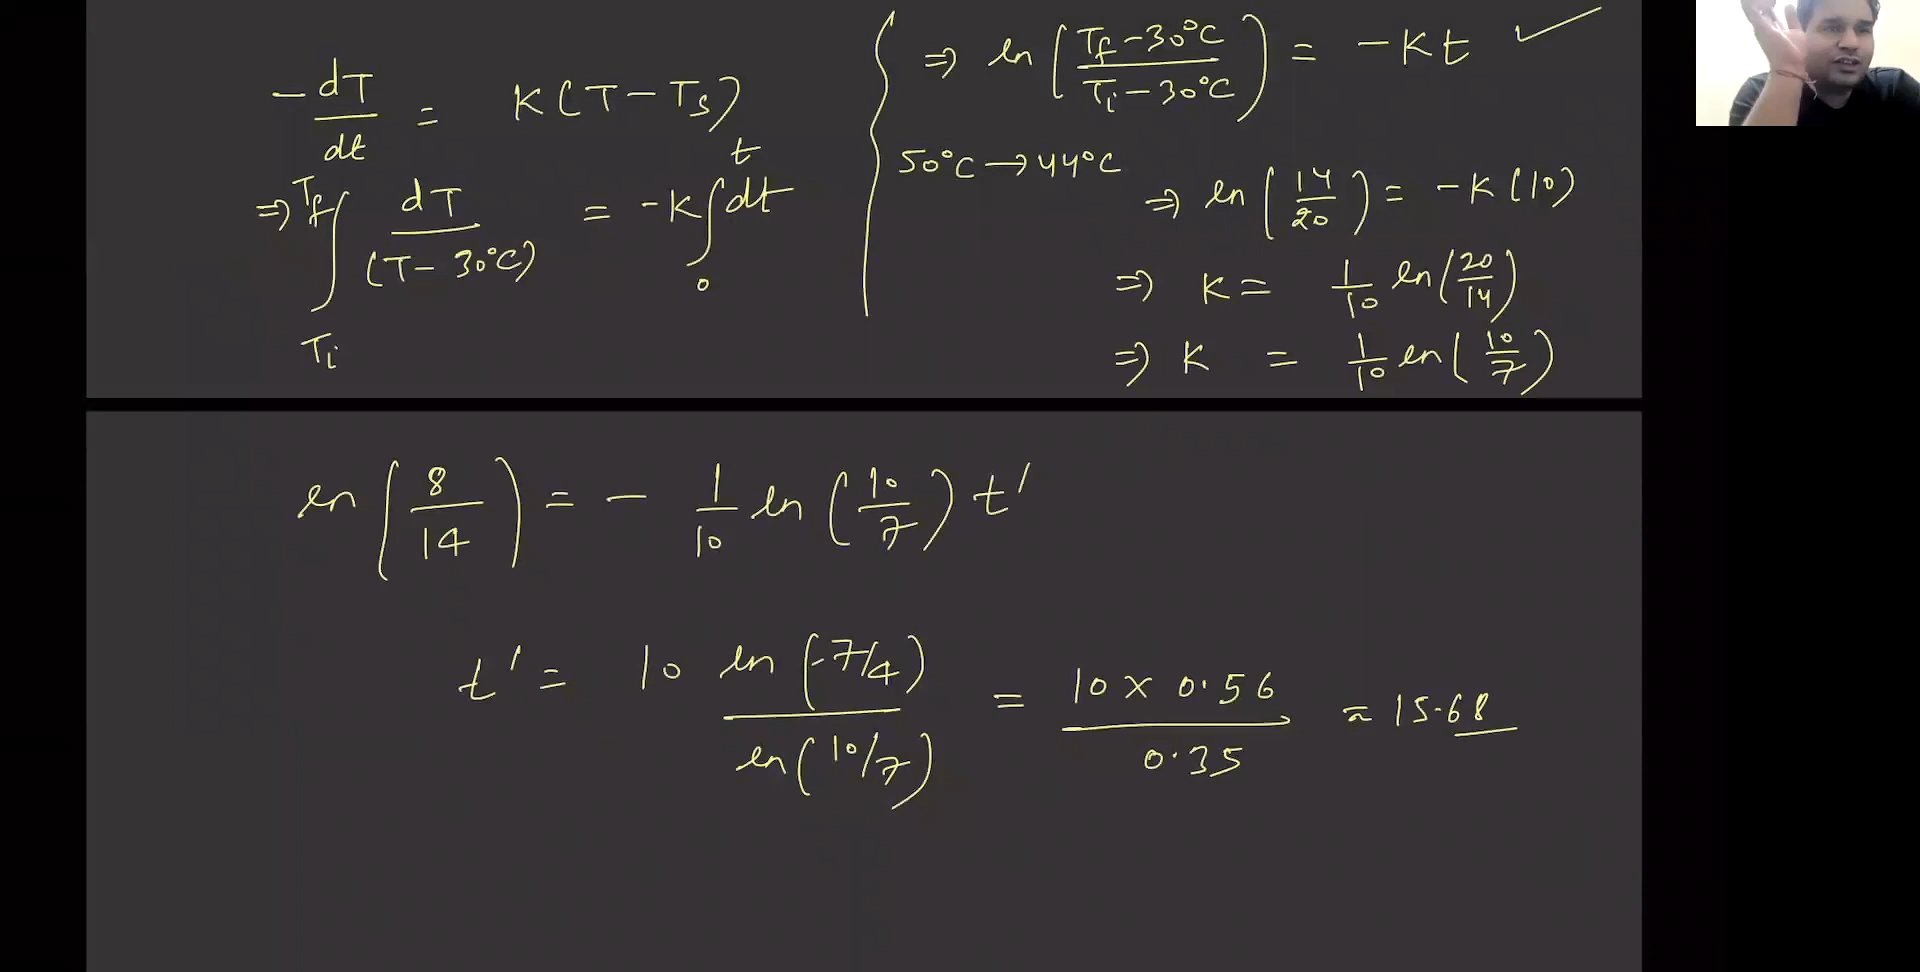 -dT/dt = K(T-Ts)
⇒ ∫_{Ti}^{Tf} dT/(T-30°C) = -K ∫_0^t dt
⇒ ln(Tf-30°C/Ti-30°C) = -Kt ✓
50°C → 44°C
⇒ ln(14/20) = -K(10)
⇒ K = 1/10 ln(20/14)
⇒ K = 1/10 ln(10/7)
ln(8/14) = - 1/10 ln(10/7) t'
t' = 10 ln(7/4)/ln(10/7) = 10 × 0.56/0.35 ≈ 15.68